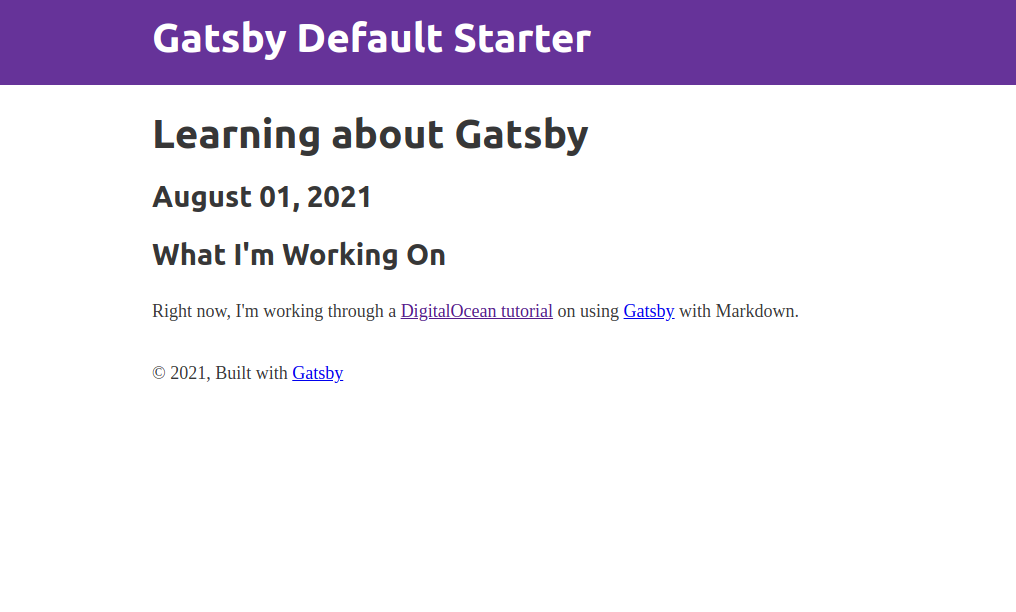 Gatsby Default Starter
Learning about Gatsby
August 01, 2021
What I'm Working On
Right now, I'm working through a DigitalOcean tutorial on using Gatsby with Markdown.
© 2021, Built with Gatsby